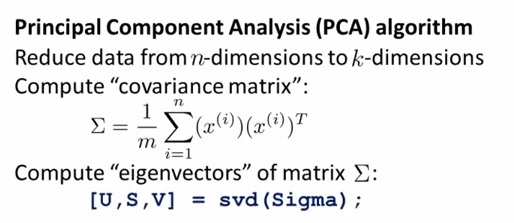 Principal Component Analysis (PCA) algorithm
Reduce data from n-dimensions to k-dimensions
Compute “covariance matrix”:
Σ = 1/m ∑_{i=1}^{n} (x^{(i)})(x^{(i)})^T
Compute “eigenvectors” of matrix Σ:
[U,S,V] = svd(Sigma);